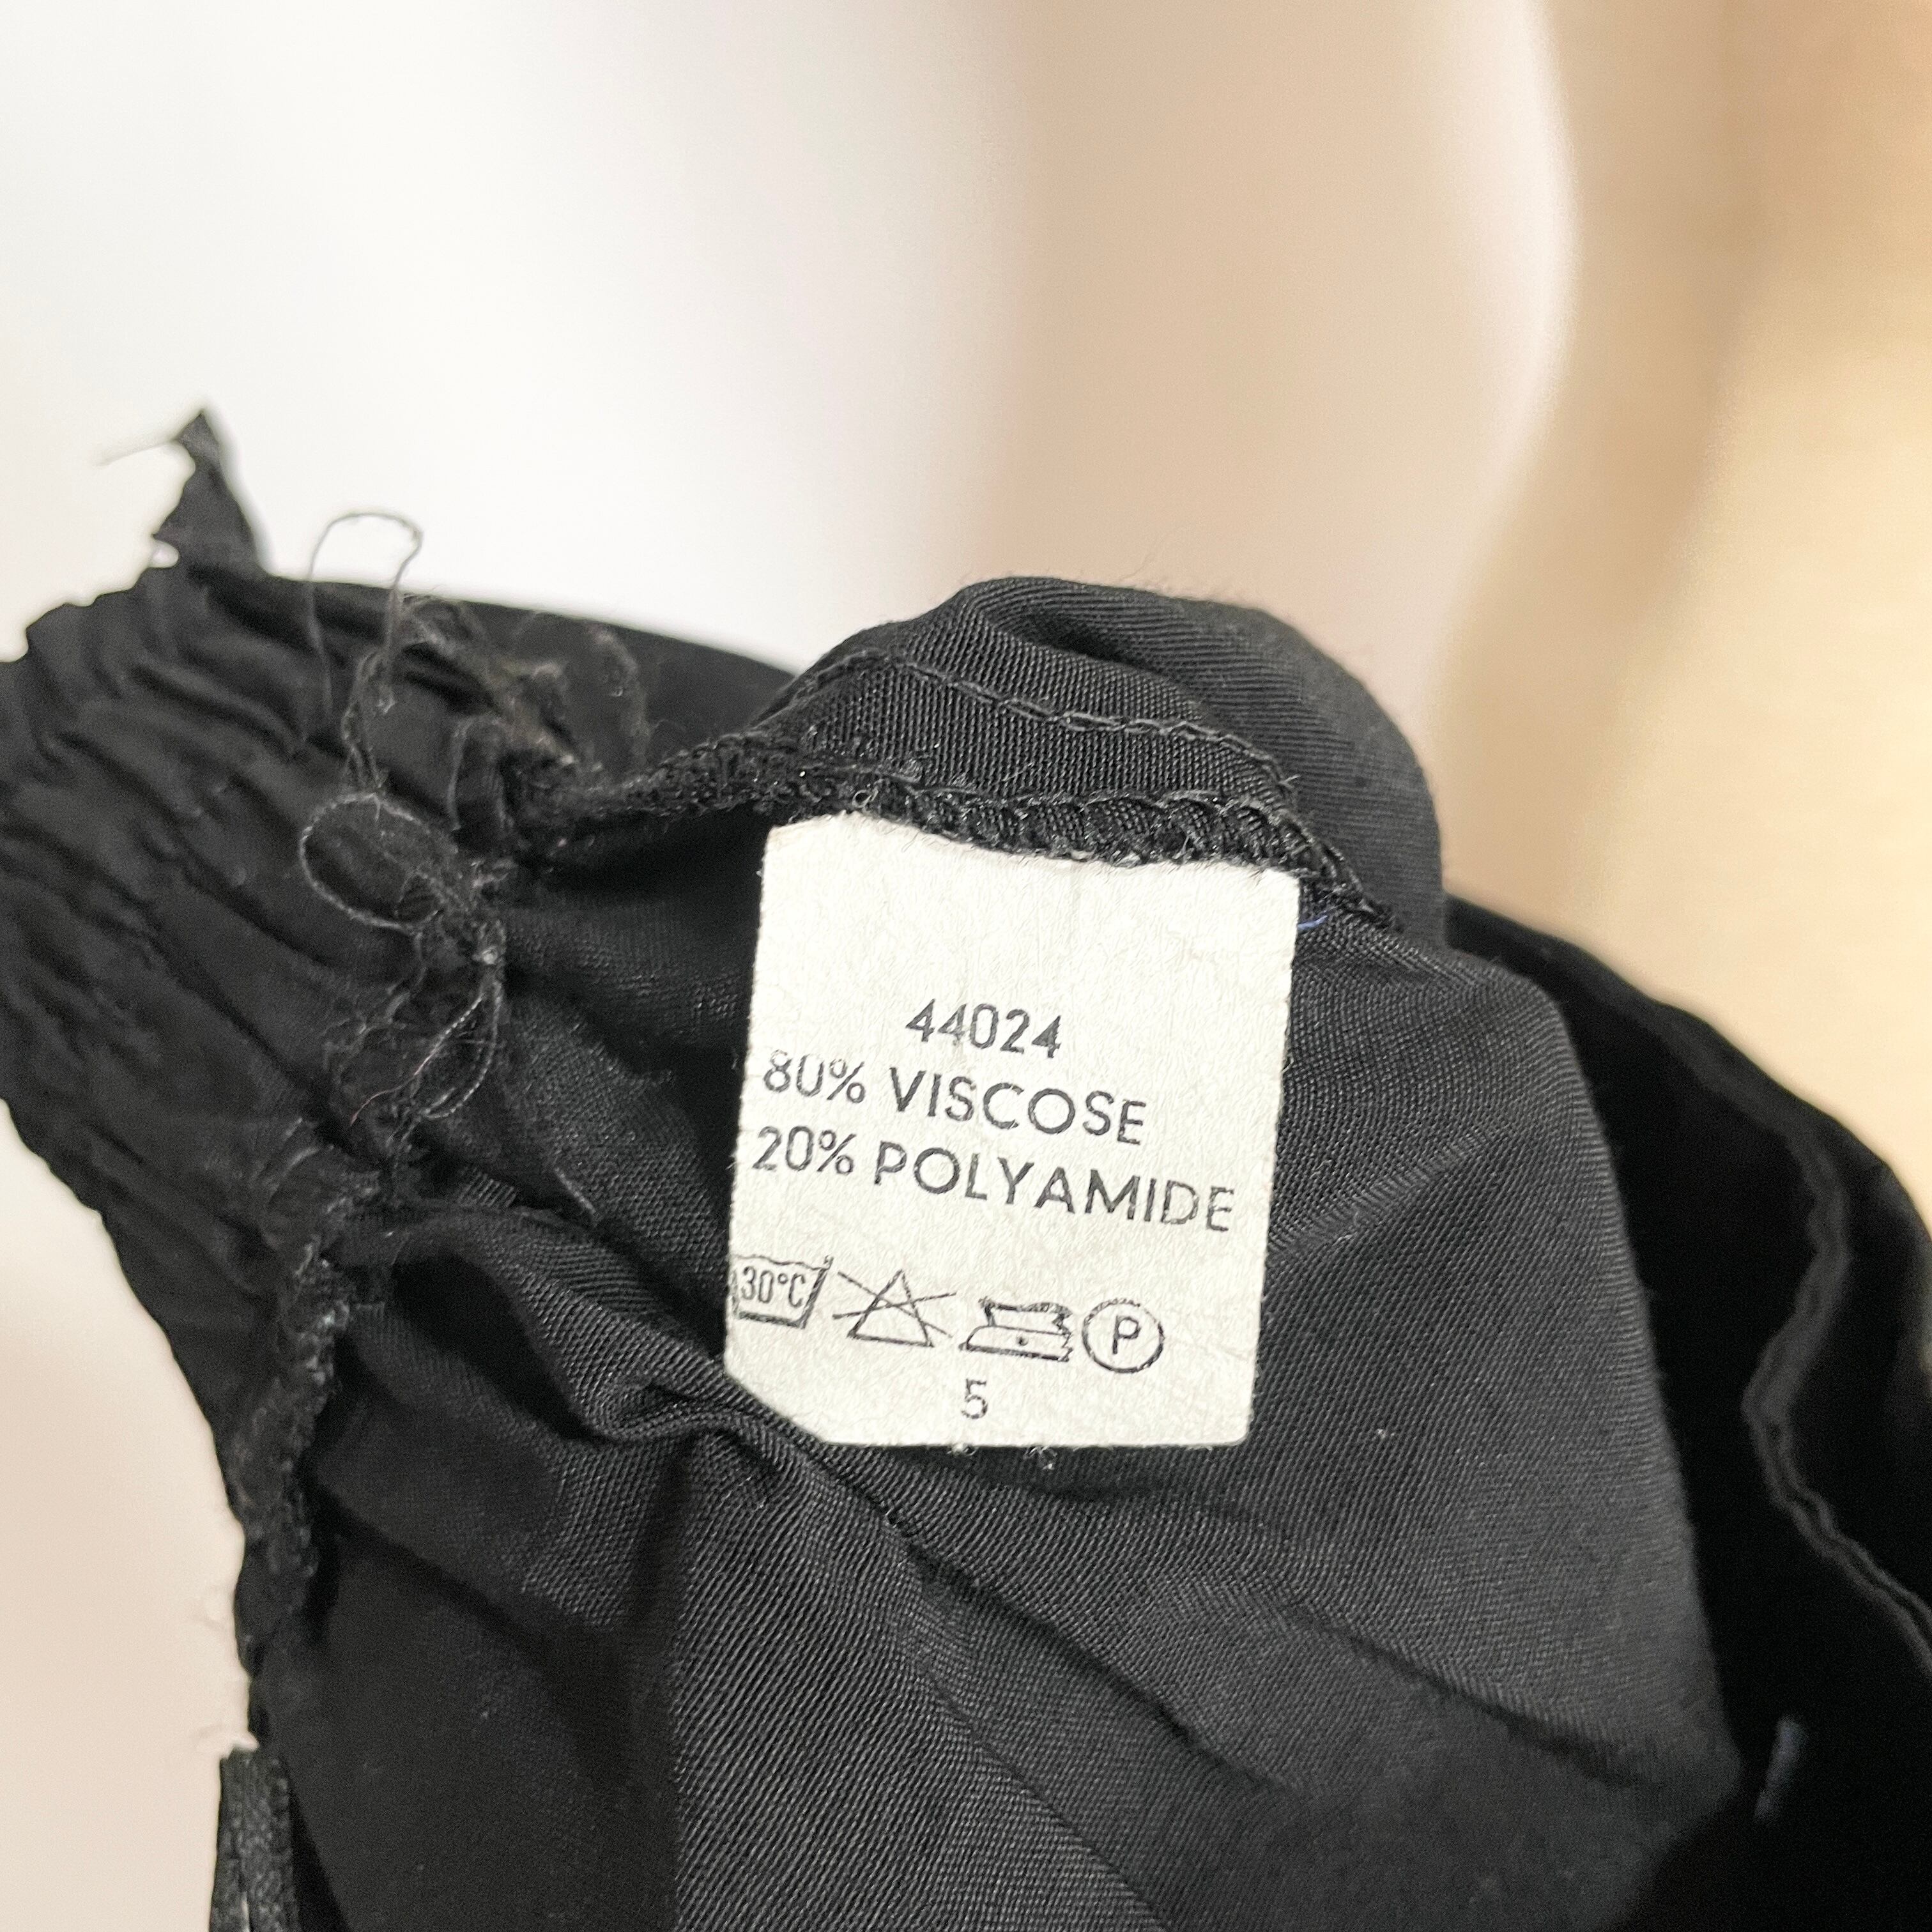 44024
80% VISCOSE
20% POLYAMIDE
30°C P
5